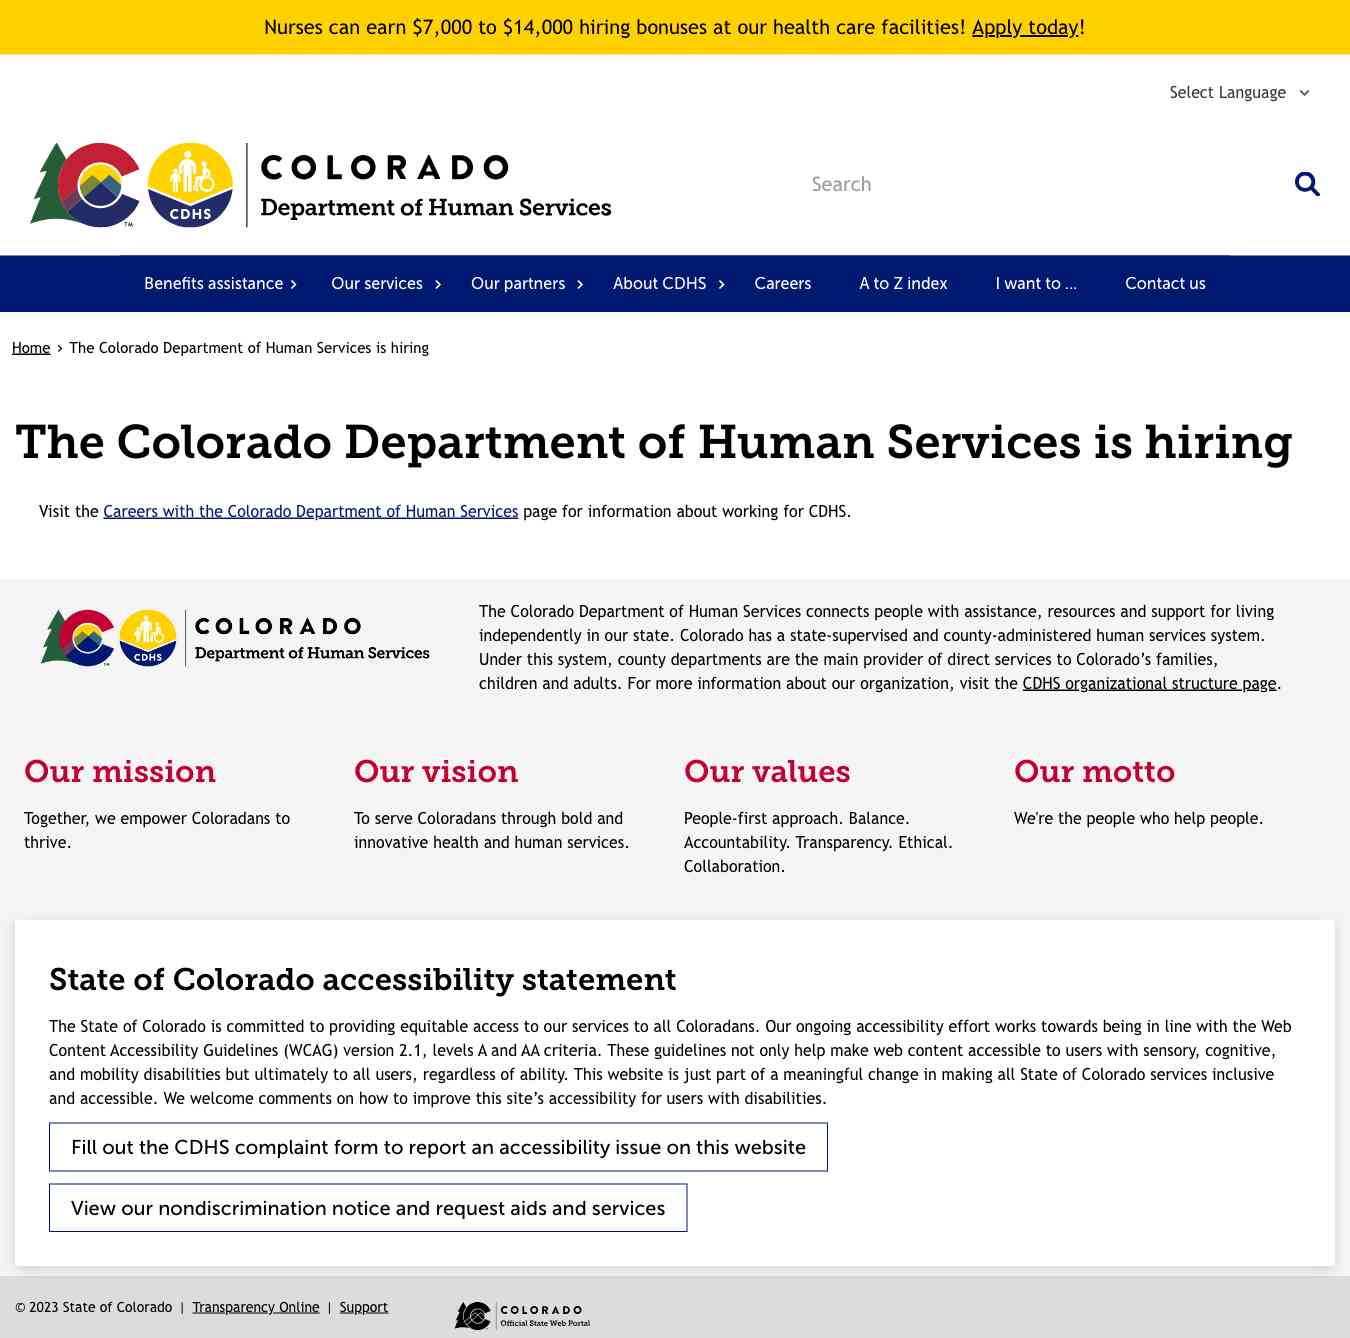 Nurses can earn $7,000 to $14,000 hiring bonuses at our health care facilities! Apply today!
Select Language
CDHS
TM
COLORADO
Department of Human Services
Search
Benefits assistance
Our services
Our partners
About CDHS
Careers
A to Z index
I want to ...
Contact us
Home › The Colorado Department of Human Services is hiring
The Colorado Department of Human Services is hiring
Visit the Careers with the Colorado Department of Human Services page for information about working for CDHS.
CDHS
TM
COLORADO
Department of Human Services
The Colorado Department of Human Services connects people with assistance, resources and support for living
independently in our state. Colorado has a state-supervised and county-administered human services system.
Under this system, county departments are the main provider of direct services to Colorado’s families,
children and adults. For more information about our organization, visit the CDHS organizational structure page.
Our mission
Together, we empower Coloradans to
thrive.
Our vision
To serve Coloradans through bold and
innovative health and human services.
Our values
People-first approach. Balance.
Accountability. Transparency. Ethical.
Collaboration.
Our motto
We're the people who help people.
State of Colorado accessibility statement
The State of Colorado is committed to providing equitable access to our services to all Coloradans. Our ongoing accessibility effort works towards being in line with the Web
Content Accessibility Guidelines (WCAG) version 2.1, levels A and AA criteria. These guidelines not only help make web content accessible to users with sensory, cognitive,
and mobility disabilities but ultimately to all users, regardless of ability. This website is just part of a meaningful change in making all State of Colorado services inclusive
and accessible. We welcome comments on how to improve this site’s accessibility for users with disabilities.
Fill out the CDHS complaint form to report an accessibility issue on this website
View our nondiscrimination notice and request aids and services
© 2023 State of Colorado | Transparency Online | Support
COLORADO
Official State Web Portal